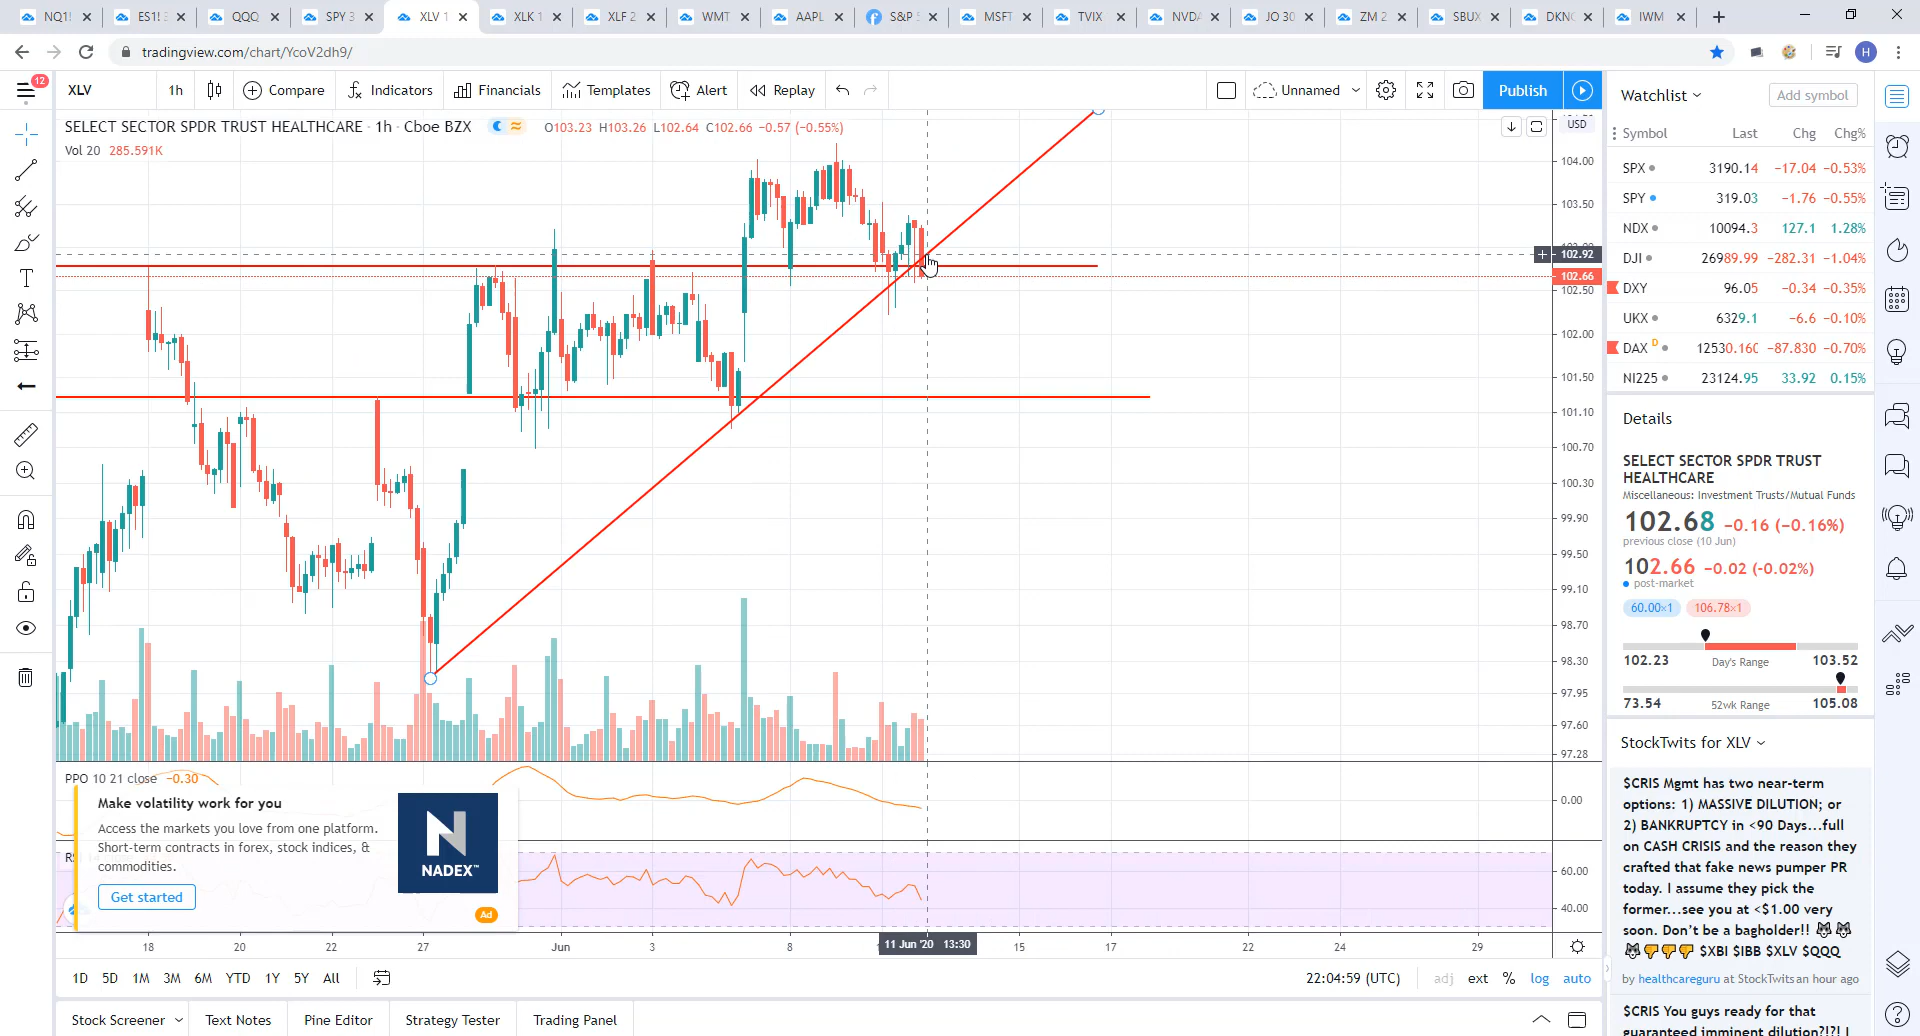 NQ1! ES1! QQQ SPY 3 XLV 1 XLK 1 XLF 2 WMT AAPL S&P MSFT TVIX NVDA JO 30 ZM 2 SBUX DKNG IWM
tradingview.com/chart/YcoV2dh9/
H
12
XLV 1h Compare Indicators Financials Templates Alert Replay Unnamed Publish
SELECT SECTOR SPDR TRUST HEALTHCARE · 1h · Cboe BZX O103.23 H103.26 L102.64 C102.66 -0.57 (-0.55%)
Vol 20 285.591K
USD
104.00
103.50
102.92
102.66
102.50
102.00
101.50
101.10
100.70
100.30
99.90
99.50
99.10
98.70
98.30
97.95
97.60
97.28
PPO 10 21 close -0.30
0.00
60.00
40.00
Make volatility work for you
Access the markets you love from one platform.
Short-term contracts in forex, stock indices, &
commodities.
Get started
N
NADEX™
Ad
18 20 22 27 Jun 3 8 11 Jun '20 13:30 15 17 22 24 29
1D 5D 1M 3M 6M YTD 1Y 5Y All
22:04:59 (UTC) adj ext % log auto
Stock Screener Text Notes Pine Editor Strategy Tester Trading Panel
Watchlist Add symbol
Symbol Last Chg Chg%
SPX 3190.14 -17.04 -0.53%
SPY 319.03 -1.76 -0.55%
NDX 10094.3 127.1 1.28%
DJI 26989.99 -282.31 -1.04%
DXY 96.05 -0.34 -0.35%
UKX 6329.1 -6.6 -0.10%
DAX D 12530.160 -87.830 -0.70%
NI225 23124.95 33.92 0.15%
Details
SELECT SECTOR SPDR TRUST
HEALTHCARE
Miscellaneous: Investment Trusts/Mutual Funds
102.68 -0.16 (-0.16%)
previous close (10 Jun)
102.66 -0.02 (-0.02%)
post-market
60.00×1 106.78×1
102.23 Day's Range 103.52
73.54 52wk Range 105.08
StockTwits for XLV
$CRIS Mgmt has two near-term
options: 1) MASSIVE DILUTION; or
2) BANKRUPTCY in <90 Days...full
on CASH CRISIS and the reason they
crafted that fake news pumper PR
today. I assume they pick the
former...see you at <$1.00 very
soon. Don't be a bagholder!! 🐺🐺
🐺👎👎👎 $XBI $IBB $XLV $QQQ
by healthcareguru at StockTwits an hour ago
$CRIS You guys ready for that
guaranteed imminent dilution?!?! I